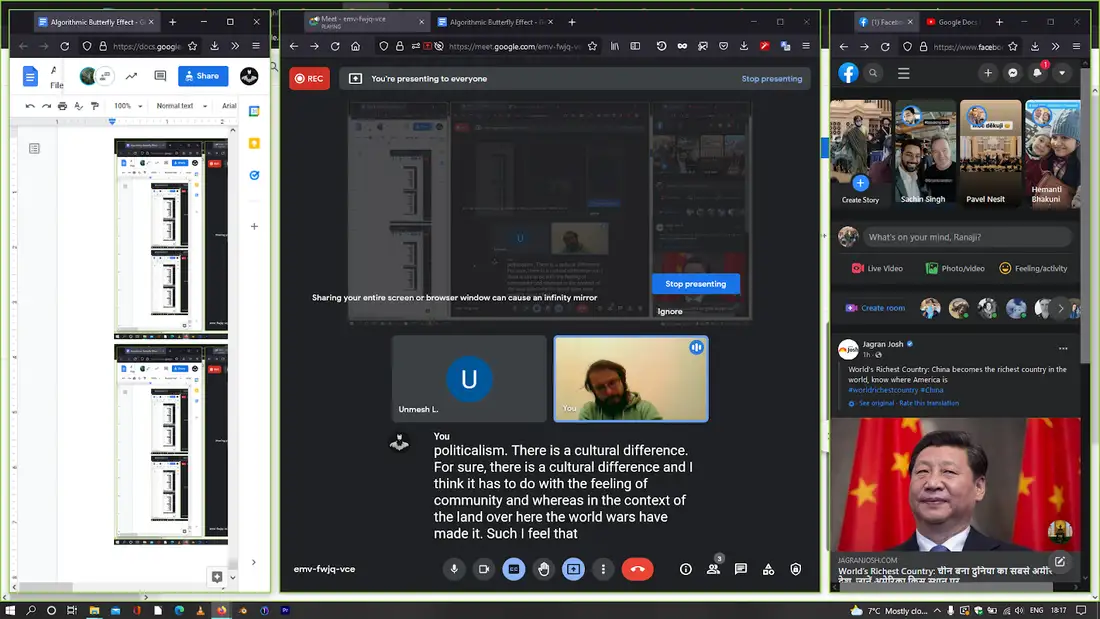 Algorithmic Butterfly Effect - G
https://docs.google.
File
Share
100%
Normal text
Arial
Meet - emv-fwjq-vce
PLAYING
Algorithmic Butterfly Effect - D
https://meet.google.com/emv-fwjq-v
REC
You're presenting to everyone
Stop presenting
Sharing your entire screen or browser window can cause an infinity mirror
Stop presenting
Ignore
U
Unmesh L.
You
You
politicalism. There is a cultural difference.
For sure, there is a cultural difference and I
think it has to do with the feeling of
community and whereas in the context of
the land over here the world wars have
made it. Such I feel that
emv-fwjq-vce
3
(1) Faceb
Google Docs
https://www.facebo
1
Create Story
Sachin Singh
Pavel Nesit
Hemanti
Bhakuni
What's on your mind, Ranaji?
Live Video
Photo/video
Feeling/activity
Create room
Jagran Josh
1h
World's Richest Country: China becomes the richest country in the
world, know where America is
#worldrichestcountry #China
See original · Rate this translation
JAGRANJOSH.COM
World's Richest Country: चीन बना दुनिया का सबसे अमीर
देश, जानें अमेरिका किस स्थान पर
7°C Mostly clo...
ENG
18:17